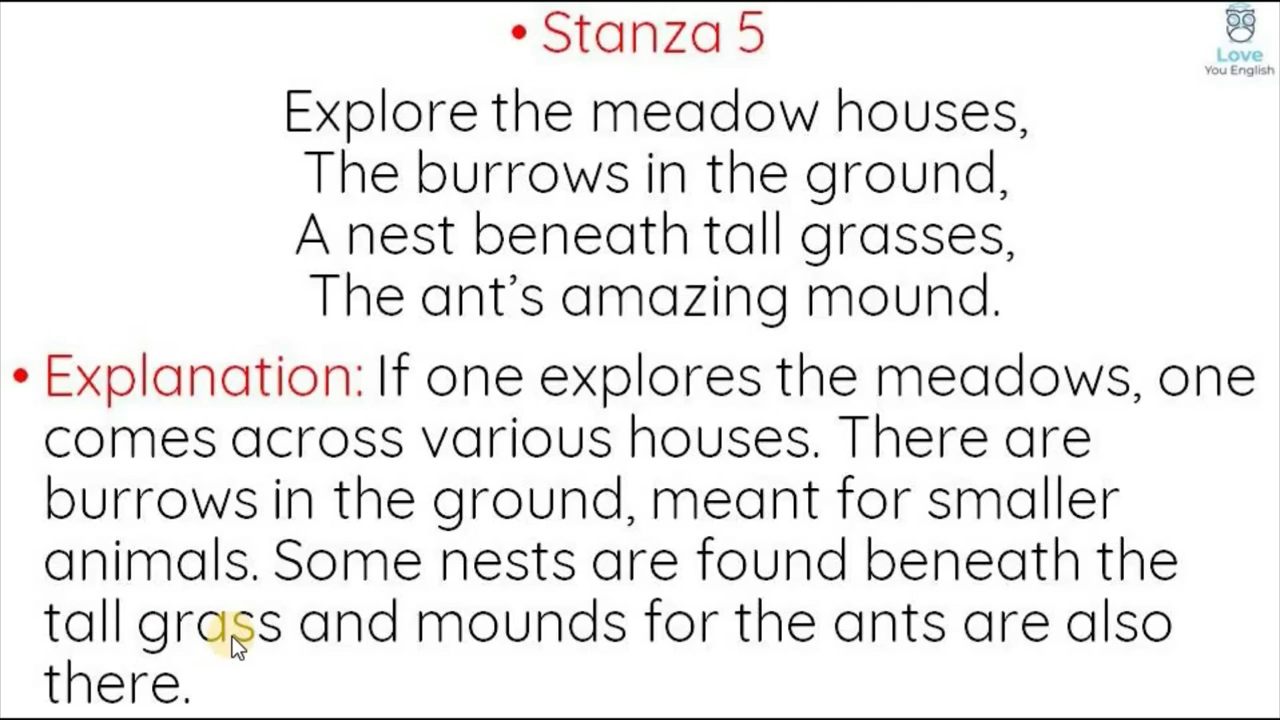 • Stanza 5
Love
You English
Explore the meadow houses,
The burrows in the ground,
A nest beneath tall grasses,
The ant’s amazing mound.
• Explanation: If one explores the meadows, one
comes across various houses. There are
burrows in the ground, meant for smaller
animals. Some nests are found beneath the
tall grass and mounds for the ants are also
there.